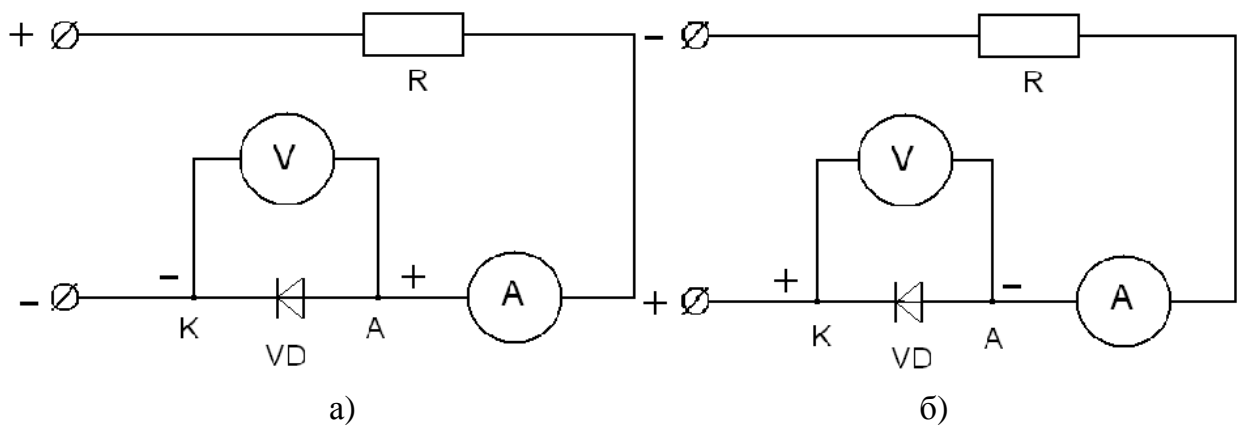 + R - R
V V
- + + -
- A + A
K VD A K VD A
а) б)